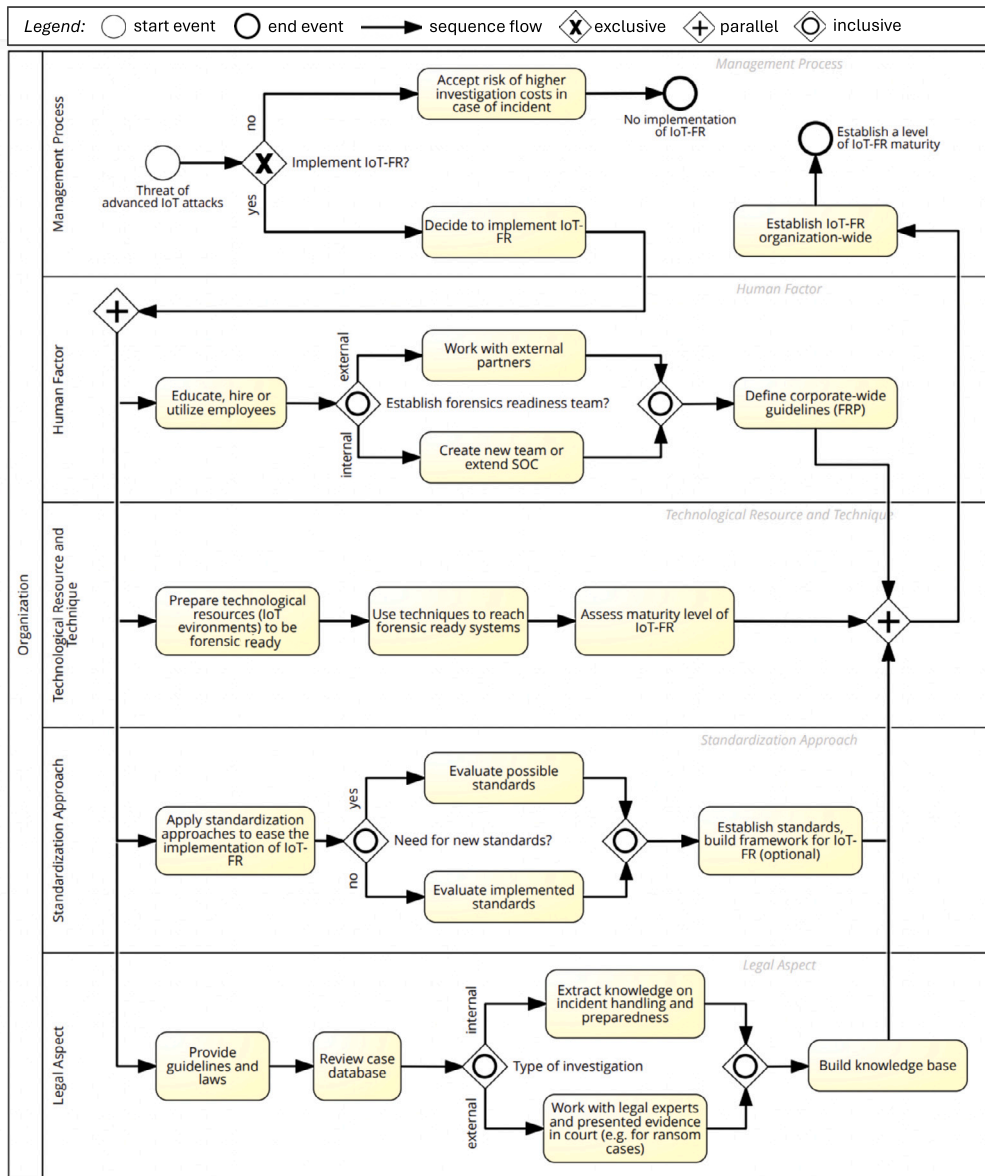 Legend: start event end event sequence flow exclusive parallel inclusive
Organization
Management Process
Management Process
Threat of
advanced IoT attacks
Implement IoT-FR?
no
yes
Accept risk of higher
investigation costs in
case of incident
No implementation
of IoT-FR
Decide to implement IoT-
FR
Establish a level
of IoT-FR maturity
Establish IoT-FR
organization-wide
Human Factor
Human Factor
Educate, hire or
utilize employees
external
internal
Establish forensics readiness team?
Work with external
partners
Create new team or
extend SOC
Define corporate-wide
guidelines (FRP)
Technological Resource and
Technique
Technological Resource and Technique
Prepare technological
resources (IoT
evironments) to be
forensic ready
Use techniques to reach
forensic ready systems
Assess maturity level of
IoT-FR
Standardization Approach
Standardization Approach
Apply standardization
approaches to ease the
implementation of IoT-
FR
yes
no
Need for new standards?
Evaluate possible
standards
Evaluate implemented
standards
Establish standards,
build framework for IoT-
FR (optional)
Legal Aspect
Legal Aspect
Provide
guidelines and
laws
Review case
database
internal
external
Type of investigation
Extract knowledge on
incident handling and
preparedness
Work with legal experts
and presented evidence
in court (e.g. for ransom
cases)
Build knowledge base